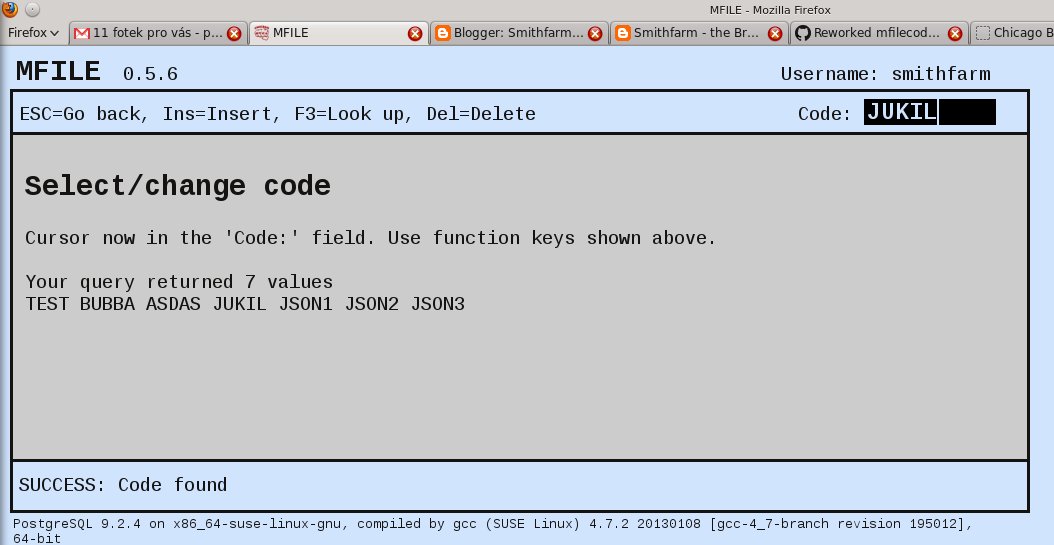 MFILE - Mozilla Firefox
Firefox 11 fotek pro vás - p... MFILE Blogger: Smithfarm... Smithfarm - the Br... Reworked mfilecod... Chicago B
MFILE 0.5.6 Username: smithfarm
ESC=Go back, Ins=Insert, F3=Look up, Del=Delete Code: JUKIL
Select/change code
Cursor now in the 'Code:' field. Use function keys shown above.
Your query returned 7 values
TEST BUBBA ASDAS JUKIL JSON1 JSON2 JSON3
SUCCESS: Code found
PostgreSQL 9.2.4 on x86_64-suse-linux-gnu, compiled by gcc (SUSE Linux) 4.7.2 20130108 [gcc-4_7-branch revision 195012],
64-bit